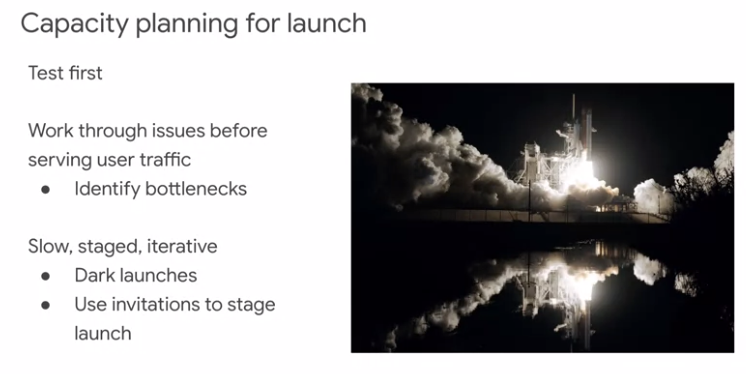 Capacity planning for launch
Test first
Work through issues before
serving user traffic
● Identify bottlenecks
Slow, staged, iterative
● Dark launches
● Use invitations to stage
launch